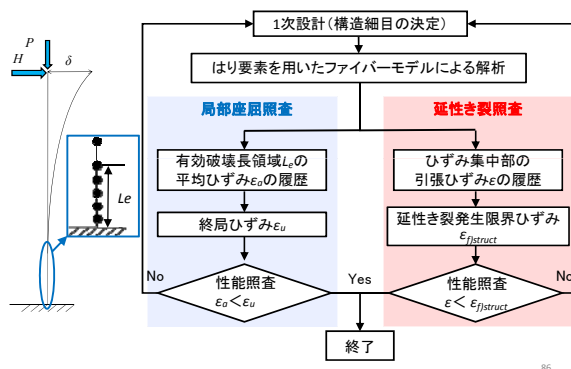 1次設計(構造細目の決定)
P
H
δ
はり要素を用いたファイバーモデルによる解析
局部座屈照査
延性き裂照査
有効破壊長領域Leの
平均ひずみεaの履歴
ひずみ集中部の
引張ひずみεの履歴
Le
終局ひずみεu
延性き裂発生限界ひずみ
εf)struct
No
性能照査
εa<εu
Yes
性能照査
ε< εf)struct
No
終了
86